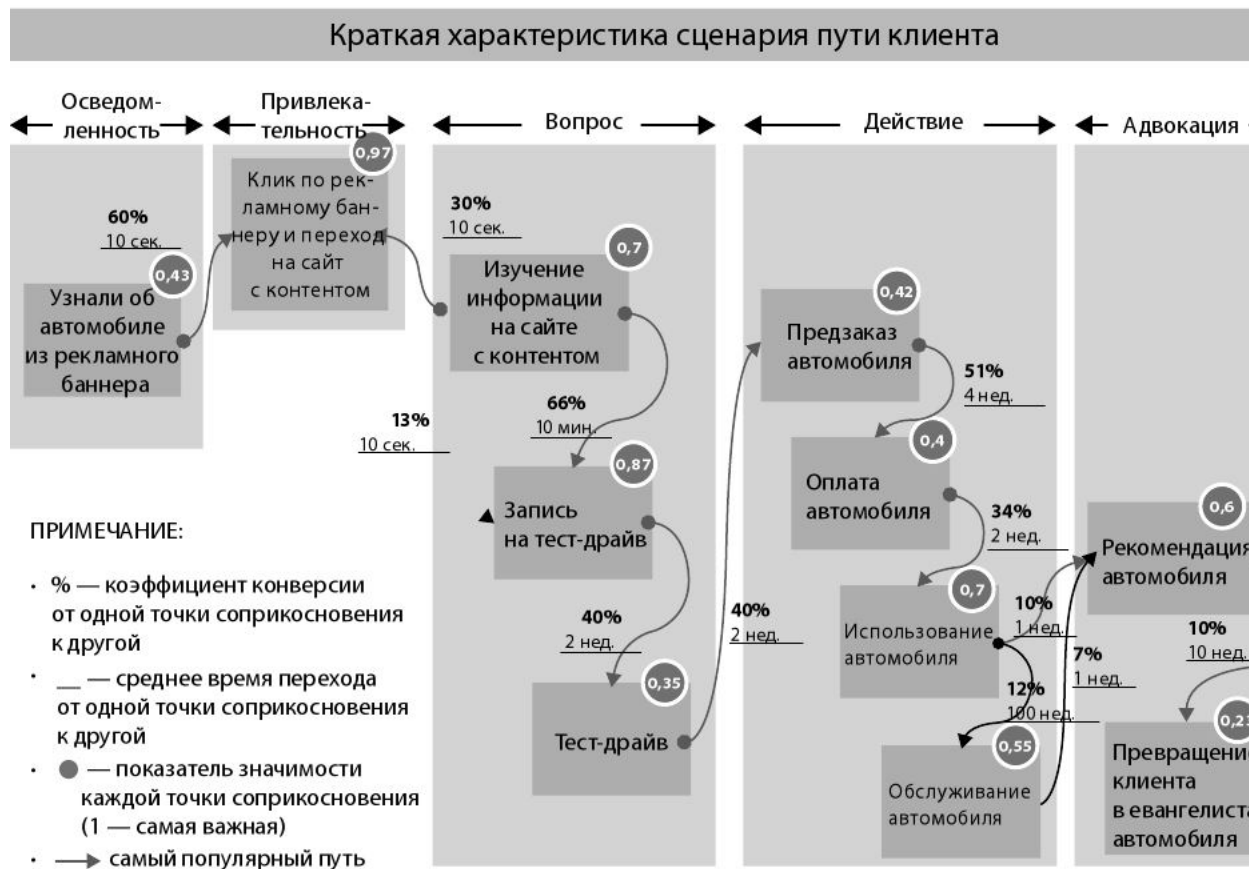 Краткая характеристика сценария пути клиента
Осведом-
ленность
Привлека-
тельность
Вопрос
Действие
Адвокация
60%
10 сек.
0,43
Узнали об
автомобиле
из рекламного
баннера
0,97
Клик по рек-
ламному бан-
неру и переход
на сайт
с контентом
30%
10 сек.
0,7
Изучение
информации
на сайте
с контентом
13%
10 сек.
66%
10 мин.
0,87
Запись
на тест-драйв
40%
2 нед.
0,35
Тест-драйв
40%
2 нед.
0,42
Предзаказ
автомобиля
51%
4 нед.
0,4
Оплата
автомобиля
34%
2 нед.
0,7
Использование
автомобиля
10%
1 нед.
12%
100 нед.
0,55
Обслуживание
автомобиля
7%
1 нед.
0,6
Рекомендация
автомобиля
10%
10 нед.
0,23
Превращени
клиента
в евангелиста
автомобиля
ПРИМЕЧАНИЕ:
· % — коэффициент конверсии
от одной точки соприкосновения
к другой
· __ — среднее время перехода
от одной точки соприкосновения
к другой
· — показатель значимости
каждой точки соприкосновения
(1 — самая важная)
· самый популярный путь